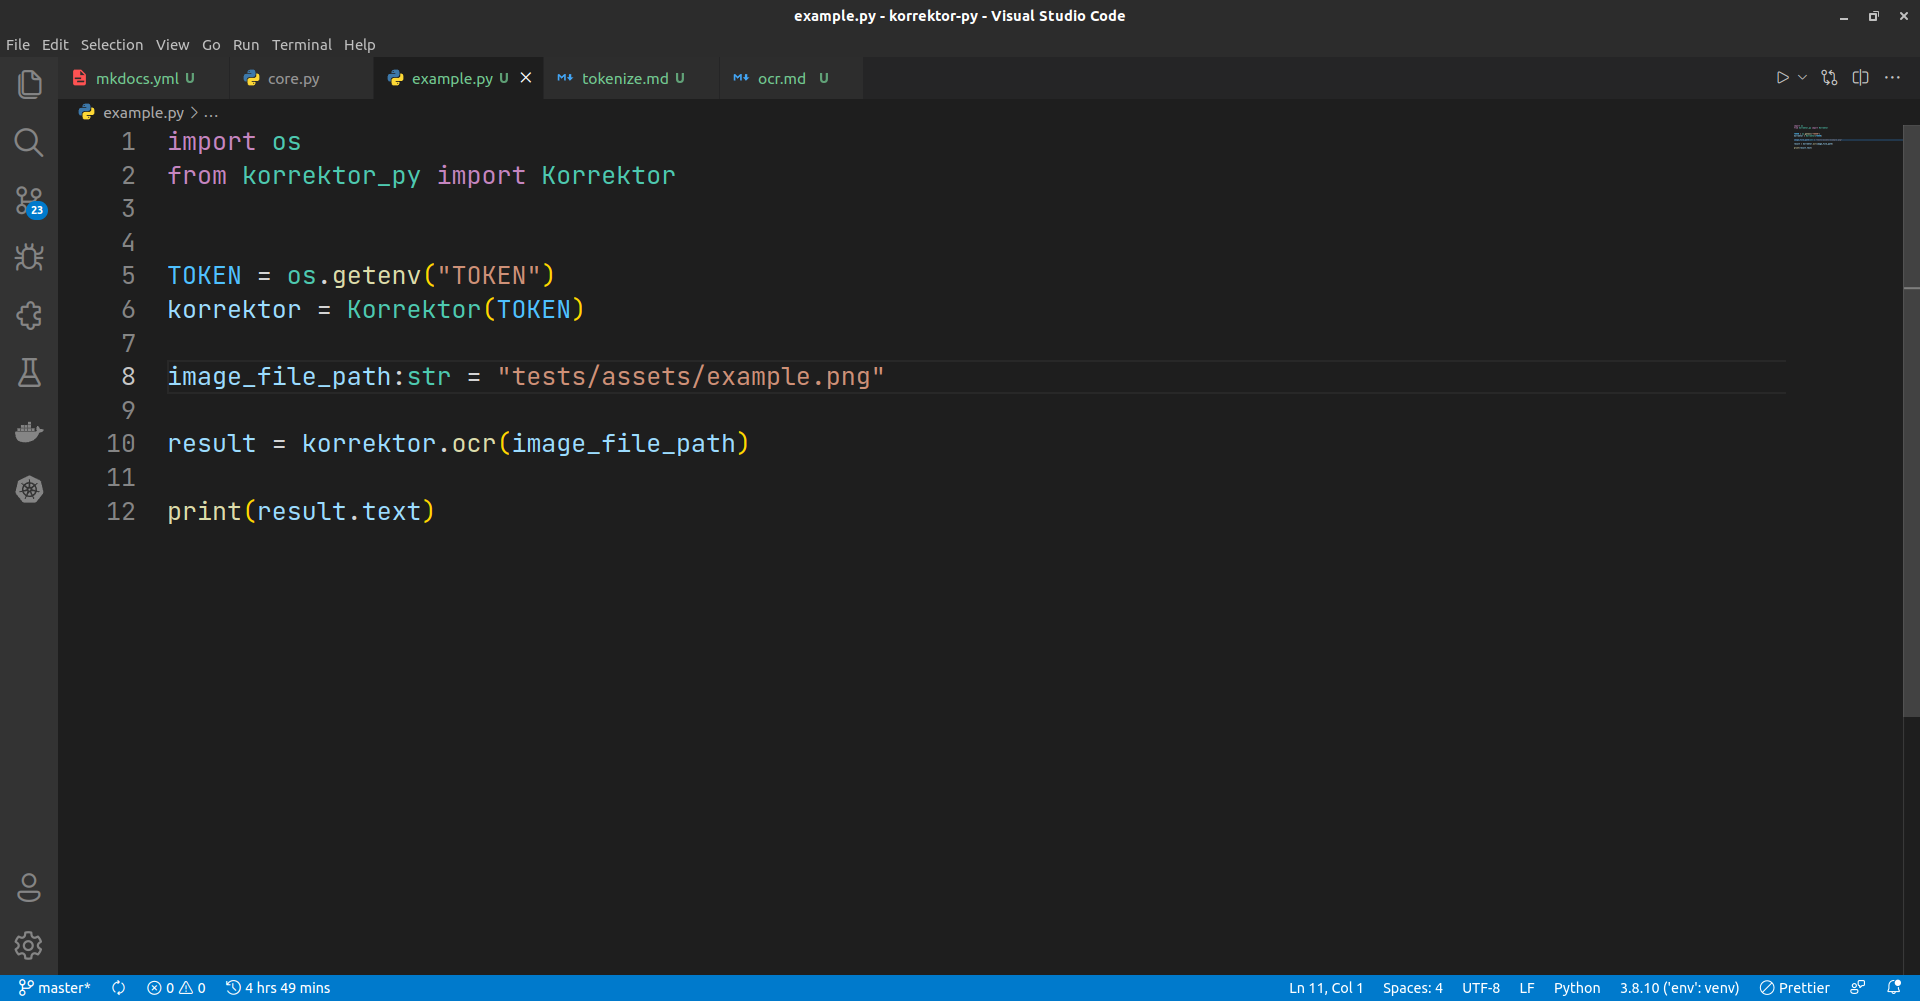 example.py - korrektor-py - Visual Studio Code
File Edit Selection View Go Run Terminal Help
mkdocs.yml U core.py example.py U tokenize.md U ocr.md U
example.py > ...
1 import os
2 from korrektor_py import Korrektor
3
4
5 TOKEN = os.getenv("TOKEN")
6 korrektor = Korrektor(TOKEN)
7
8 image_file_path:str = "tests/assets/example.png"
9
10 result = korrektor.ocr(image_file_path)
11
12 print(result.text)
23
master* 0 0 4 hrs 49 mins Ln 11, Col 1 Spaces: 4 UTF-8 LF Python 3.8.10 ('env': venv) Prettier